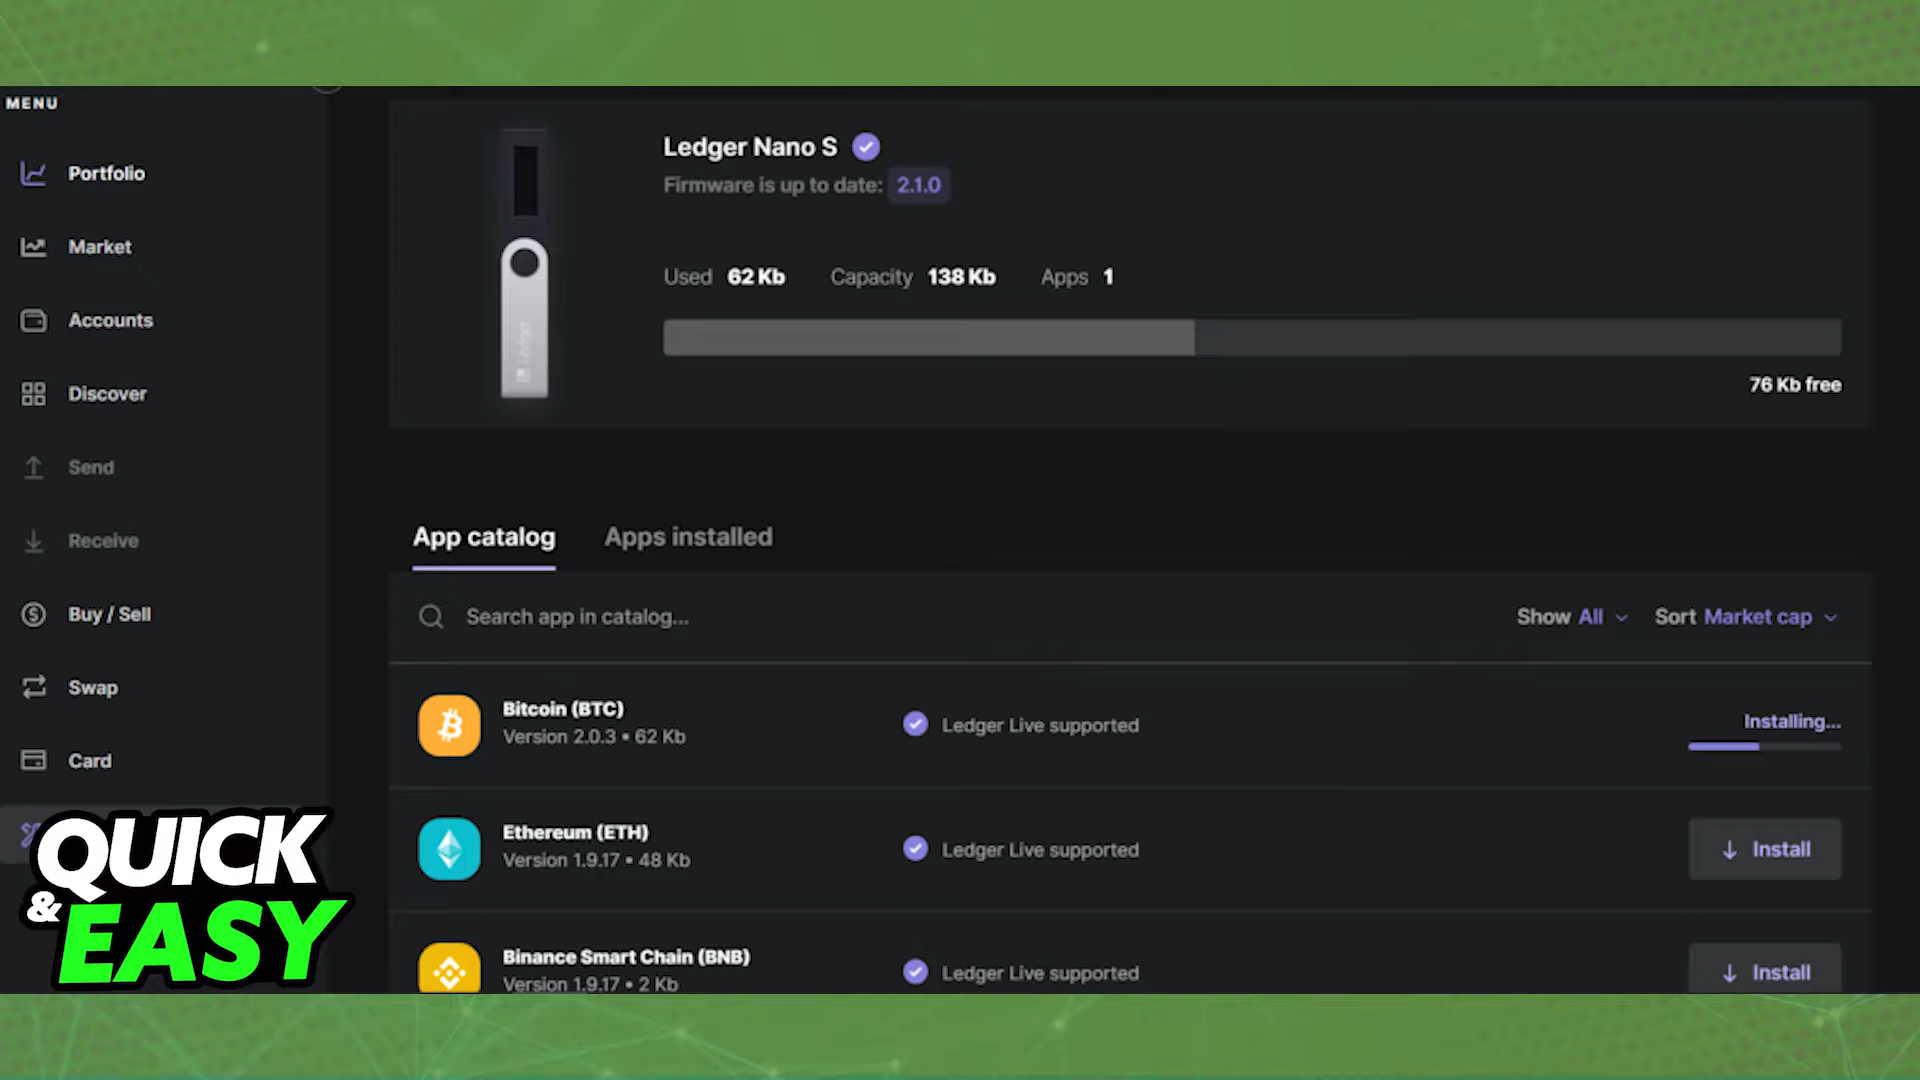 MENU
Portfolio
Market
Accounts
Discover
Send
Receive
Buy / Sell
Swap
Card
QUICK
& EASY
Ledger Nano S
Firmware is up to date: 2.1.0
Used 62 Kb Capacity 138 Kb Apps 1
76 Kb free
App catalog Apps installed
Search app in catalog... Show All Sort Market cap
Bitcoin (BTC)
Version 2.0.3 • 62 Kb
Ledger Live supported
Installing...
Ethereum (ETH)
Version 1.9.17 • 48 Kb
Ledger Live supported
Install
Binance Smart Chain (BNB)
Version 1.9.17 • 2 Kb
Ledger Live supported
Install
Ledger